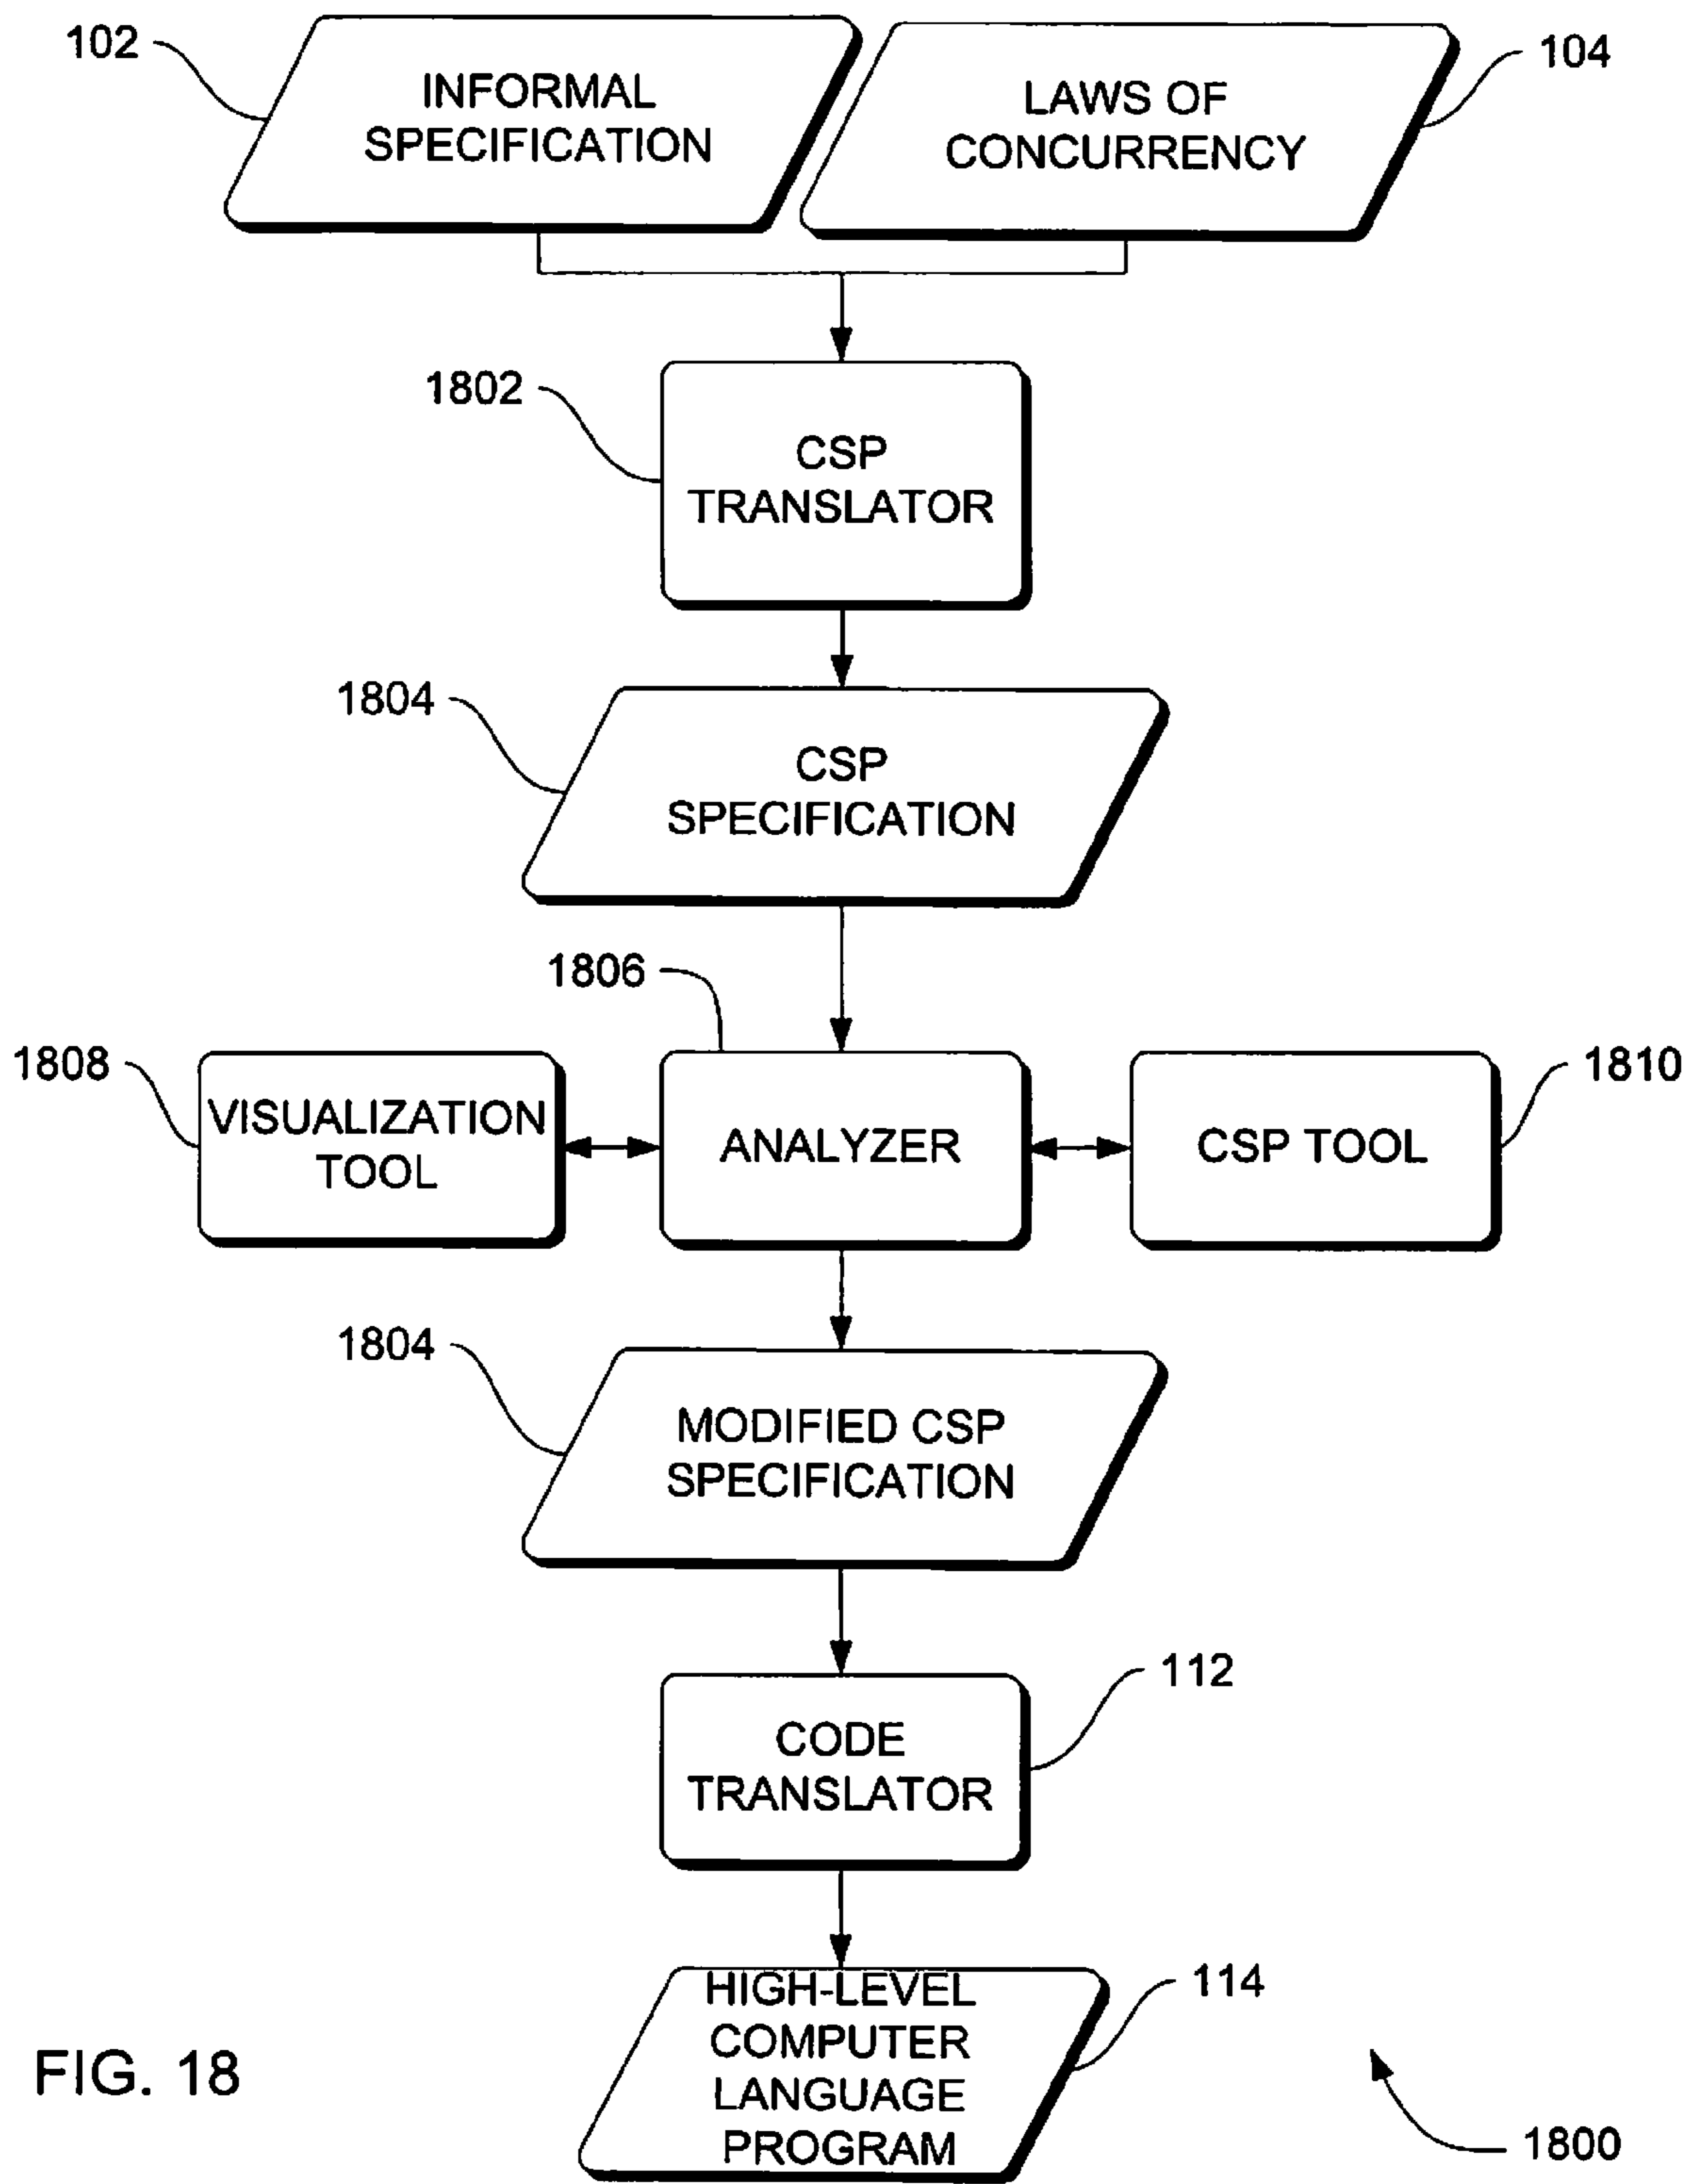 102
INFORMAL
SPECIFICATION
LAWS OF
CONCURRENCY
104
1802
CSP
TRANSLATOR
1804
CSP
SPECIFICATION
1806
1808
VISUALIZATION
TOOL
ANALYZER
CSP TOOL
1810
1804
MODIFIED CSP
SPECIFICATION
112
CODE
TRANSLATOR
114
HIGH-LEVEL
COMPUTER
LANGUAGE
PROGRAM
FIG. 18
1800